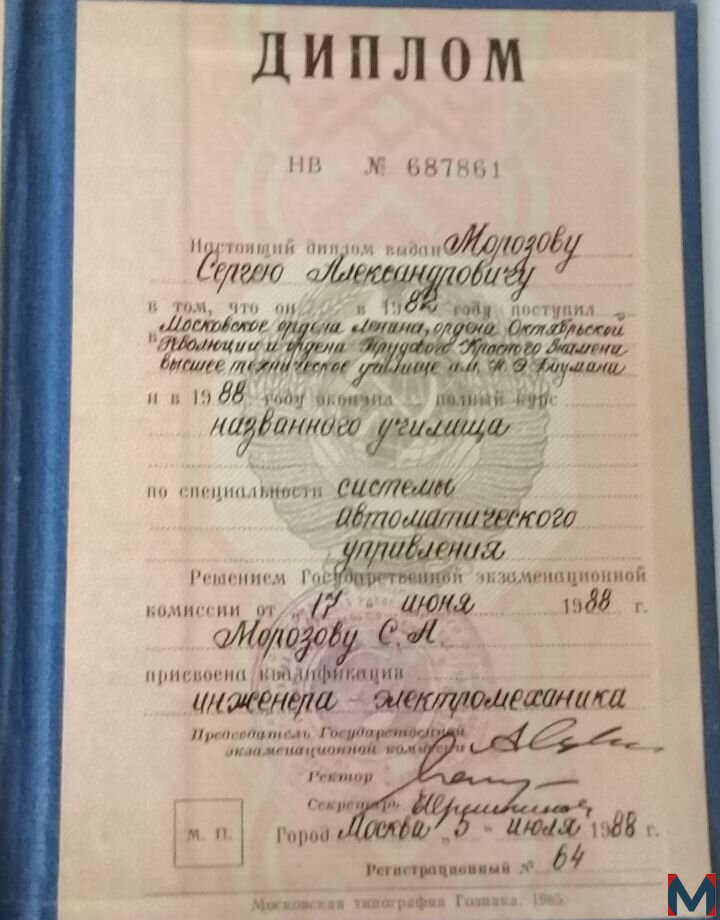 ДИПЛОМ
НВ № 687861
Настоящий диплом выдан Морозову
Сергею Александровичу
в том, что он в 1982 году поступил
в Московское ордена Ленина, ордена Октябрьской
Революции и ордена Трудового Красного Знамени
высшее техническое училище им. Н. Э. Баумана
и в 1988 году окончил полный курс
названного училища
по специальности системы
автоматического
управления
Решением Государственной экзаменационной
комиссии от „17" июня 1988 г.
Морозову С. А.
присвоена квалификация
инженера-электромеханика
Председатель Государственной
экзаменационной комиссии
Ректор
Секретарь
М. П.
Город Москва „5" июля 1988 г.
Регистрационный № 64
Московская типография Гознака. 1985.
M